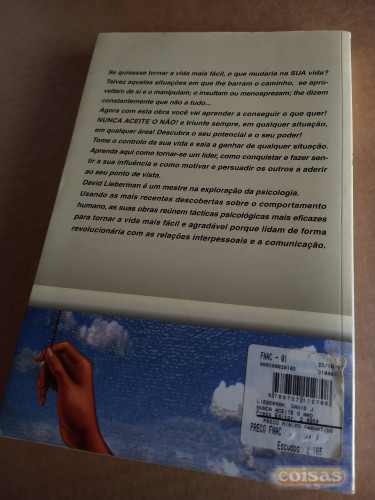 Se quisesse tornar a vida mais fácil, o que mudaria na SUA vida?
Talvez aquelas situações em que lhe barram o caminho, se apro-
veitam de si e o manipulam; o insultam ou menosprezam; lhe dizem
constantemente que não a tudo...
Agora com esta obra você vai aprender a conseguir o que quer!
NUNCA ACEITE O NÃO! e triunfe sempre, em qualquer situação,
em qualquer área! Descubra o seu potencial e o seu poder!
Tome o controlo da sua vida e saia a ganhar de qualquer situação.
Aprenda aqui como tornar-se um líder, como conquistar e fazer sen-
tir a sua influência e como motivar e persuadir os outros a aderir
ao seu ponto de vista.
David Lieberman é um mestre na exploração da psicologia.
Usando as mais recentes descobertas sobre o comportamento
humano, as suas obras reúnem tácticas psicológicas mais eficazes
para tornar a vida mais fácil e agradável porque lidam de forma
revolucionária com as relações interpessoais e a comunicação.
FNAC - 01
LIEBERMAN, DAVID J
NUNCA ACEITE O NAO
PRECO FNAC
Escudos
coisas